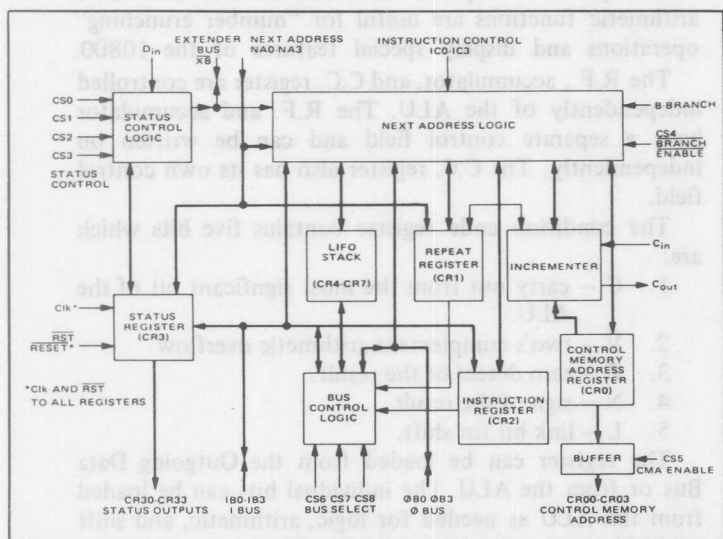 arithmetic functions are useful for "number crunching"
operations and display special features of the 10800.
The R.F., accumulator, and C.C. register are controlled
independently of the ALU. The R.F. and accumulator
have a separate control field and can be written on
independently. The C.C. register also has its own control
field.
The condition code register contains five bits which
are:
carry out from the most significant bit of the
ALU
2. V – two's complement arithmetic overflow
3.
detect of the result.
4. N – sign of the result
5. L – link bit for shift.
register can be loaded from the Outgoing Data
Bus or from the ALU. The individual bits can be loaded
from the ALU as needed for logic, arithmetic, and shift
EXTENDER
BUS
XB
NEXT ADDRESS
NA0-NA3
INSTRUCTION CONTROL
IC0-IC3
Din
CS0
CS1
CS2
CS3
STATUS
CONTROL
STATUS
CONTROL
LOGIC
NEXT ADDRESS LOGIC
B-BRANCH
CS4
BRANCH
ENABLE
LIFO
STACK
(CR4-CR7)
REPEAT
REGISTER
(CR1)
INCREMENTER
Cin
Cout
Clk*
RST
RESET*
STATUS
REGISTER
(CR3)
*Clk AND RST
TO ALL REGISTERS
BUS
CONTROL
LOGIC
INSTRUCTION
REGISTER
(CR2)
CONTROL
MEMORY
ADDRESS
REGISTER
(CR0)
BUFFER
CS5
CMA ENABLE
STATUS OUTPUTS
IB0-IB3
I BUS
CS6 CS7 CS8
BUS SELECT
ØB0 ØB3
Ø BUS
CR00-CR03
CONTROL MEMORY
ADDRESS